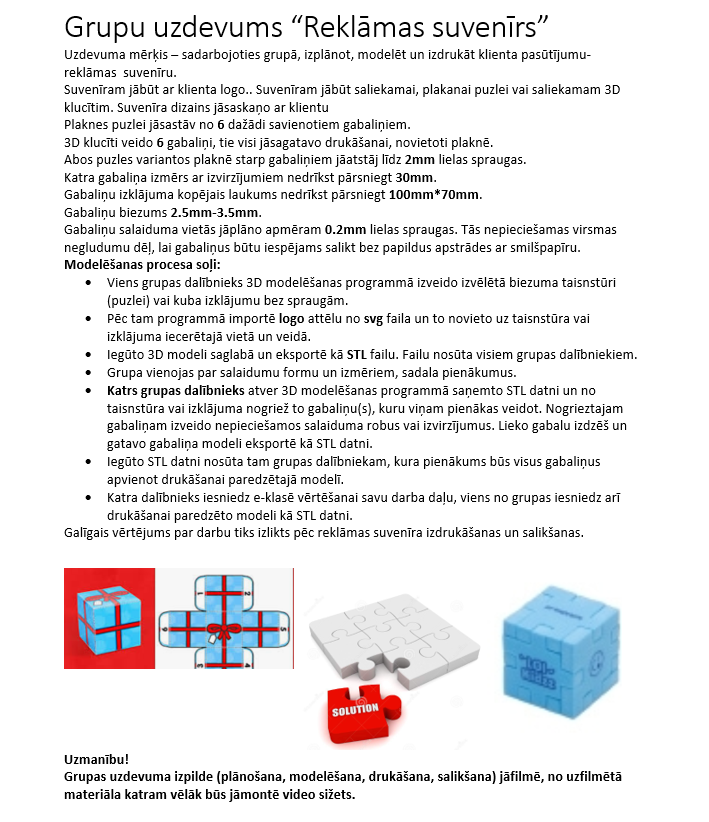 Grupu uzdevums “Reklāmas suvenīrs”
Uzdevuma mērķis – sadarbojoties grupā, izplānot, modelēt un izdrukāt klienta pasūtījumu-
reklāmas  suvenīru.
Suvenīram jābūt ar klienta logo.. Suvenīram jābūt saliekamai, plakanai puzlei vai saliekamam 3D
klucītim. Suvenīra dizains jāsaskaņo ar klientu
Plaknes puzlei jāsastāv no 6 dažādi savienotiem gabaliņiem.
3D klucīti veido 6 gabaliņi, tie visi jāsagatavo drukāšanai, novietoti plaknē.
Abos puzles variantos plaknē starp gabaliņiem jāatstāj līdz 2mm lielas spraugas.
Katra gabaliņa izmērs ar izvirzījumiem nedrīkst pārsniegt 30mm.
Gabaliņu izklājuma kopējais laukums nedrīkst pārsniegt 100mm*70mm.
Gabaliņu biezums 2.5mm-3.5mm.
Gabaliņu salaiduma vietās jāplāno apmēram 0.2mm lielas spraugas. Tās nepieciešamas virsmas
negludumu dēļ, lai gabaliņus būtu iespējams salikt bez papildus apstrādes ar smilšpapīru.
Modelēšanas procesa soļi:
• Viens grupas dalībnieks 3D modelēšanas programmā izveido izvēlētā biezuma taisnstūri
(puzlei) vai kuba izklājumu bez spraugām.
• Pēc tam programmā importē logo attēlu no svg faila un to novieto uz taisnstūra vai
izklājuma iecerētajā vietā un veidā.
• Iegūto 3D modeli saglabā un eksportē kā STL failu. Failu nosūta visiem grupas dalībniekiem.
• Grupa vienojas par salaidumu formu un izmēriem, sadala pienākumus.
• Katrs grupas dalībnieks atver 3D modelēšanas programmā saņemto STL datni un no
taisnstūra vai izklājuma nogriež to gabaliņu(s), kuru viņam pienākas veidot. Nogrieztajam
gabaliņam izveido nepieciešamos salaiduma robus vai izvirzījumus. Lieko gabalu izdzēš un
gatavo gabaliņa modeli eksportē kā STL datni.
• Iegūto STL datni nosūta tam grupas dalībniekam, kura pienākums būs visus gabaliņus
apvienot drukāšanai paredzētajā modelī.
• Katra dalībnieks iesniedz e-klasē vērtēšanai savu darba daļu, viens no grupas iesniedz arī
drukāšanai paredzēto modeli kā STL datni.
Galīgais vērtējums par darbu tiks izlikts pēc reklāmas suvenīra izdrukāšanas un salikšanas.
1
2
6
5
3
4
SOLUTION
LOL
Kidzz
Uzmanību!
Grupas uzdevuma izpilde (plānošana, modelēšana, drukāšana, salikšana) jāfilmē, no uzfilmētā
materiāla katram vēlāk būs jāmontē video sižets.